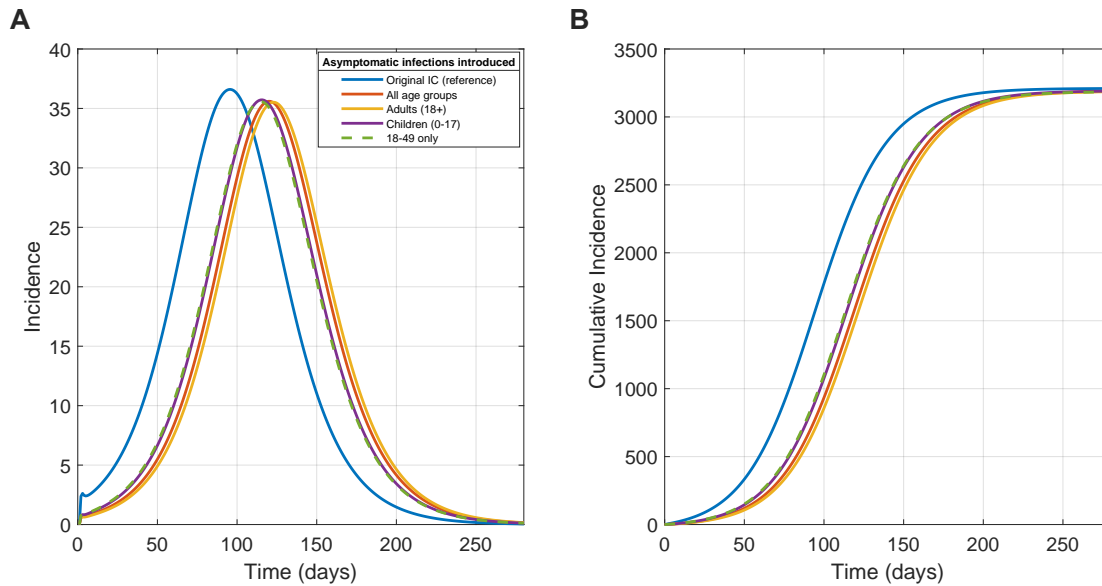 A
Incidence
40
35
30
25
20
15
10
5
0
0 50 100 150 200 250
Time (days)
Asymptomatic infections introduced
Original IC (reference)
All age groups
Adults (18+)
Children (0-17)
18-49 only
B
Cumulative Incidence
3500
3000
2500
2000
1500
1000
500
0
0 50 100 150 200 250
Time (days)